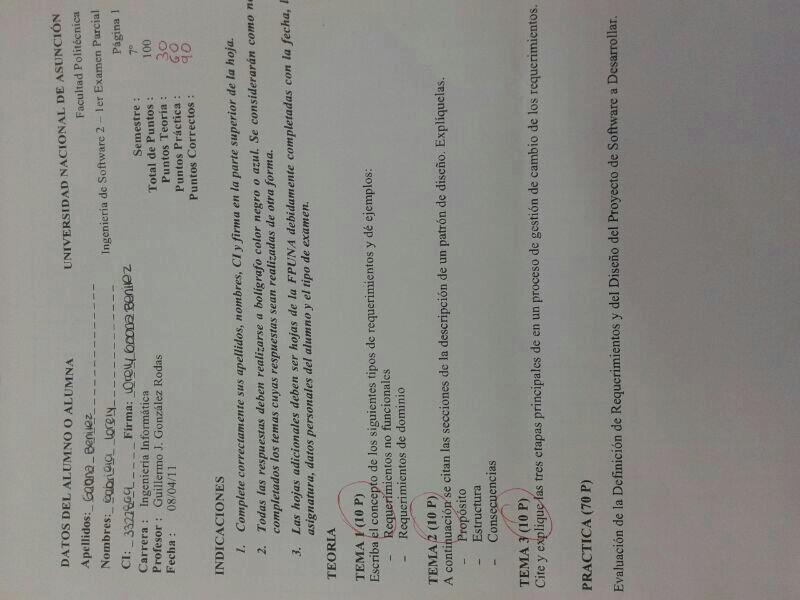 DATOS DEL ALUMNO O ALUMNA
UNIVERSIDAD NACIONAL DE ASUNCIÓN
Apellidos: Gaona Benitez
Facultad Politécnica
Nombres: Gabriela Lorely
Ingeniería de Software 2 – 1er Examen Parcial
CI: Firma: Lorely Gaona Benitez
Página 1
Carrera : Ingeniería Informática
Semestre : 7º
Profesor : Guillermo J. González Rodas
Total de Puntos : 100
Fecha : 08/04/11
Puntos Teoría : 30
Puntos Práctica : 60
Puntos Correctos : 90
INDICACIONES
1. Complete correctamente sus apellidos, nombres, CI y firma en la parte superior de la hoja.
2. Todas las respuestas deben realizarse a bolígrafo color negro o azul. Se considerarán como no
completados los temas cuyas respuestas sean realizadas de otra forma.
3. Las hojas adicionales deben ser hojas de la FPUNA debidamente completadas con la fecha,
asignatura, datos personales del alumno y el tipo de examen.
TEORIA
TEMA 1 (10 P)
Escriba el concepto de los siguientes tipos de requerimientos y dé ejemplos:
– Requerimientos no funcionales
– Requerimientos de dominio
TEMA 2 (10 P)
A continuación se citan las secciones de la descripción de un patrón de diseño. Explíquelas.
– Propósito
– Estructura
– Consecuencias
TEMA 3 (10 P)
Cite y explique las tres etapas principales de en un proceso de gestión de cambio de los requerimientos.
PRACTICA (70 P)
Evaluación de la Definición de Requerimientos y del Diseño del Proyecto de Software a Desarrollar.